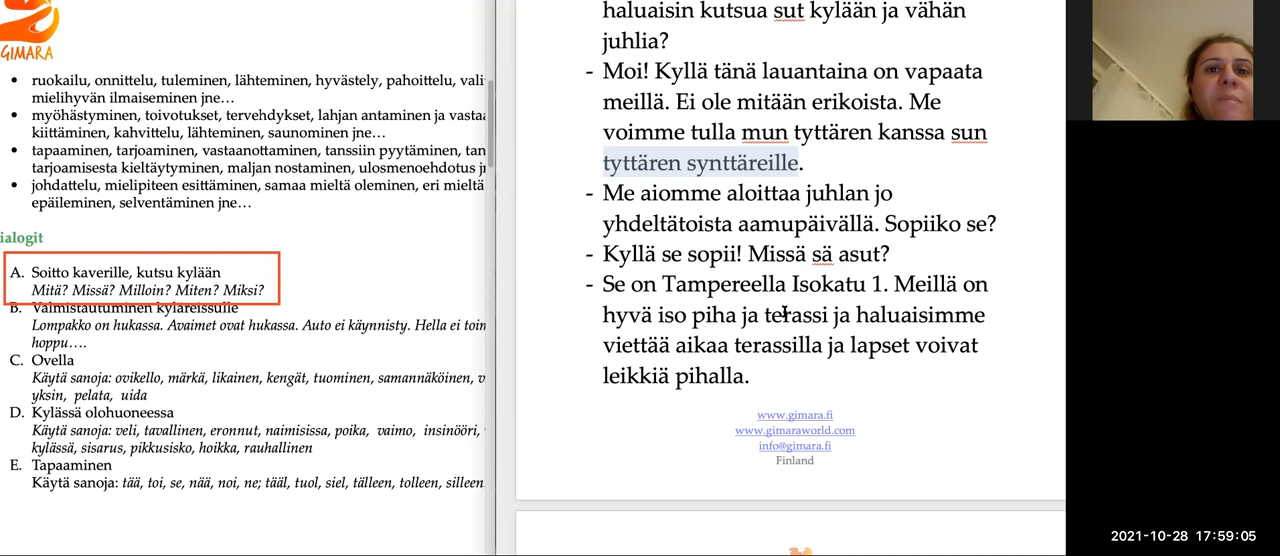 GIMARA
• ruokailu, onnittelu, tuleminen, lähteminen, hyvästely, pahoittelu, vali
mielihyvän ilmaiseminen jne…
• myöhästyminen, toivotukset, tervehdykset, lahjan antaminen ja vastaa
kiittäminen, kahvittelu, lähteminen, saunominen jne…
• tapaaminen, tarjoaminen, vastaanottaminen, tanssiin pyytäminen, tan
tarjoamisesta kieltäytyminen, maljan nostaminen, ulosmenoehdotus j
• johdattelu, mielipiteen esittäminen, samaa mieltä oleminen, eri mieltä
epäileminen, selventäminen jne…
ialogit
A. Soitto kaverille, kutsu kylään
Mitä? Missä? Milloin? Miten? Miksi?
B. Valmistautuminen kyläreissulle
Lompakko on hukassa. Avaimet ovat hukassa. Auto ei käynnisty. Hella ei toim
hoppu….
C. Ovella
Käytä sanoja: ovikello, märkä, likainen, kengät, tuominen, samannäköinen, v
yksin, pelata, uida
D. Kylässä olohuoneessa
Käytä sanoja: veli, tavallinen, eronnut, naimisissa, poika, vaimo, insinööri,
kylässä, sisarus, pikkusisko, hoikka, rauhallinen
E. Tapaaminen
Käytä sanoja: tää, toi, se, nää, noi, ne; tääl, tuol, siel, tälleen, tolleen, silleen
haluaisin kutsua sut kylään ja vähän
juhlia?
- Moi! Kyllä tänä lauantaina on vapaata
meillä. Ei ole mitään erikoista. Me
voimme tulla mun tyttären kanssa sun
tyttären synttäreille.
- Me aiomme aloittaa juhlan jo
yhdeltätoista aamupäivällä. Sopiiko se?
- Kyllä se sopii! Missä sä asut?
- Se on Tampereella Isokatu 1. Meillä on
hyvä iso piha ja terassi ja haluaisimme
viettää aikaa terassilla ja lapset voivat
leikkiä pihalla.
www.gimara.fi
www.gimaraworld.com
info@gimara.fi
Finland
2021-10-28 17:59:05